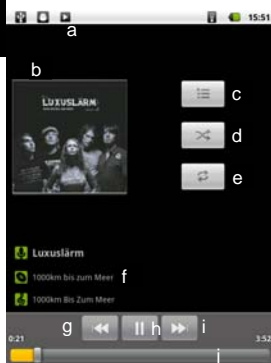 15:51
a
b
LUXUSLÄRM
c
d
e
Luxuslärm
1000km bis zum Meer f
1000km Bis Zum Meer
g h i
0:21 3:52
j